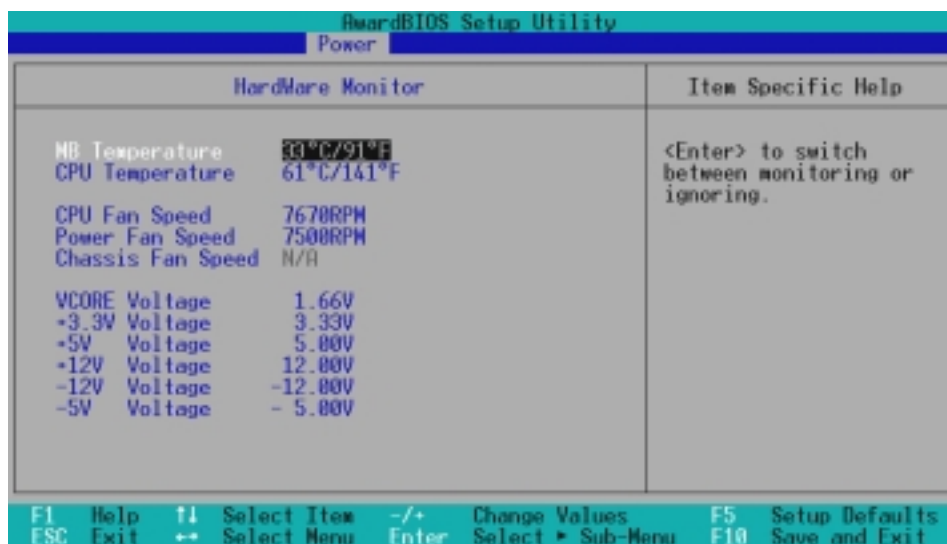 AwardBIOS Setup Utility
Power
HardWare Monitor
Item Specific Help
MB Temperature 33°C/91°F
CPU Temperature 61°C/141°F
CPU Fan Speed 7670RPM
Power Fan Speed 7500RPM
Chassis Fan Speed N/A
VCORE Voltage 1.66V
+3.3V Voltage 3.33V
+5V Voltage 5.00V
+12V Voltage 12.00V
-12V Voltage -12.00V
-5V Voltage - 5.00V
<Enter> to switch
between monitoring or
ignoring.
F1 Help ↑↓ Select Item -/+ Change Values F5 Setup Defaults
ESC Exit ←→ Select Menu Enter Select ► Sub-Menu F10 Save and Exit